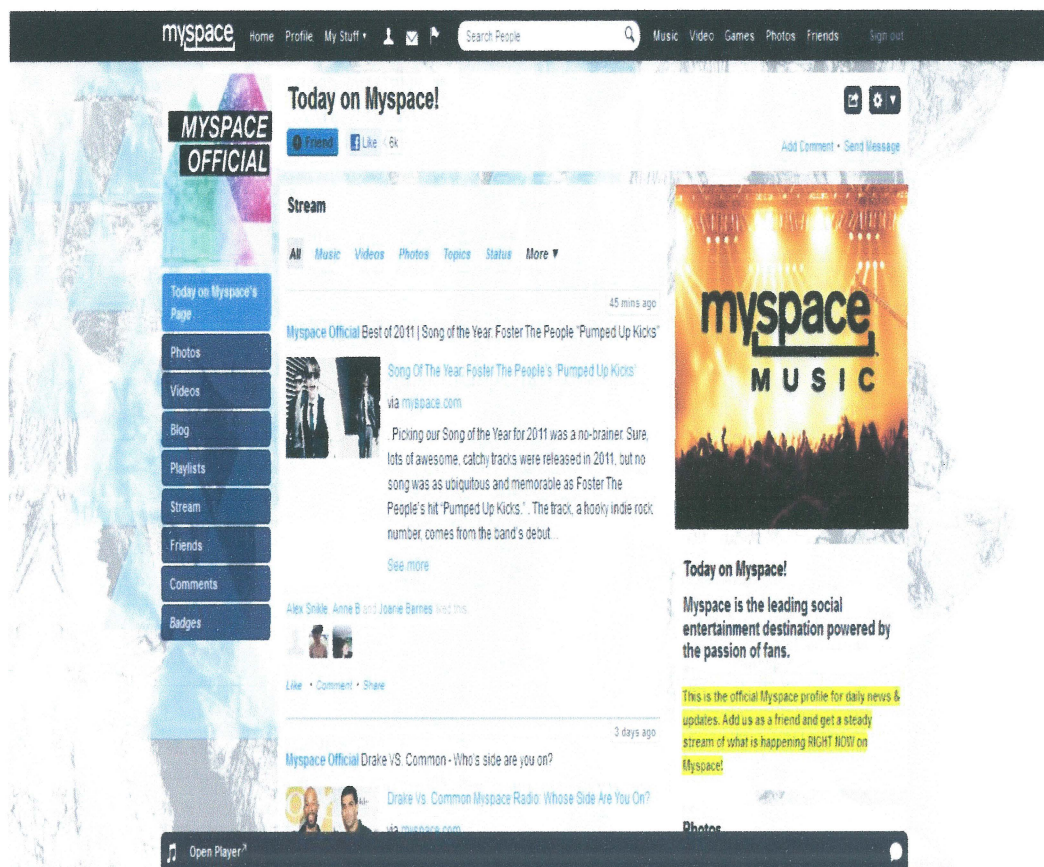 myspace Home Profile My Stuff ▾ Search People Music Video Games Photos Friends Sign out
MYSPACE
OFFICIAL
Today on Myspace!
Friend Like 6k
Add Comment • Send Message
Stream
All Music Videos Photos Topics Status More ▼
Today on Myspace's
Page
Photos
Videos
Blog
Playlists
Stream
Friends
Comments
Badges
45 mins ago
Myspace Official Best of 2011 | Song of the Year: Foster The People "Pumped Up Kicks"
Song Of The Year: Foster The People's 'Pumped Up Kicks'
via myspace.com
. Picking our Song of the Year for 2011 was a no-brainer. Sure,
lots of awesome, catchy tracks were released in 2011, but no
song was as ubiquitous and memorable as Foster The
People's hit "Pumped Up Kicks." . The track, a hooky indie rock
number, comes from the band's debut...
See more
Alex Snikle, Anne B and Joanie Barnes liked this.
Like • Comment • Share
3 days ago
Myspace Official Drake VS. Common - Who's side are you on?
Drake Vs. Common Myspace Radio: Whose Side Are You On?
via myspace.com
myspace
MUSIC
Today on Myspace!
Myspace is the leading social
entertainment destination powered by
the passion of fans.
This is the official Myspace profile for daily news &
updates. Add us as a friend and get a steady
stream of what is happening RIGHT NOW on
Myspace!
Photos
Open Player